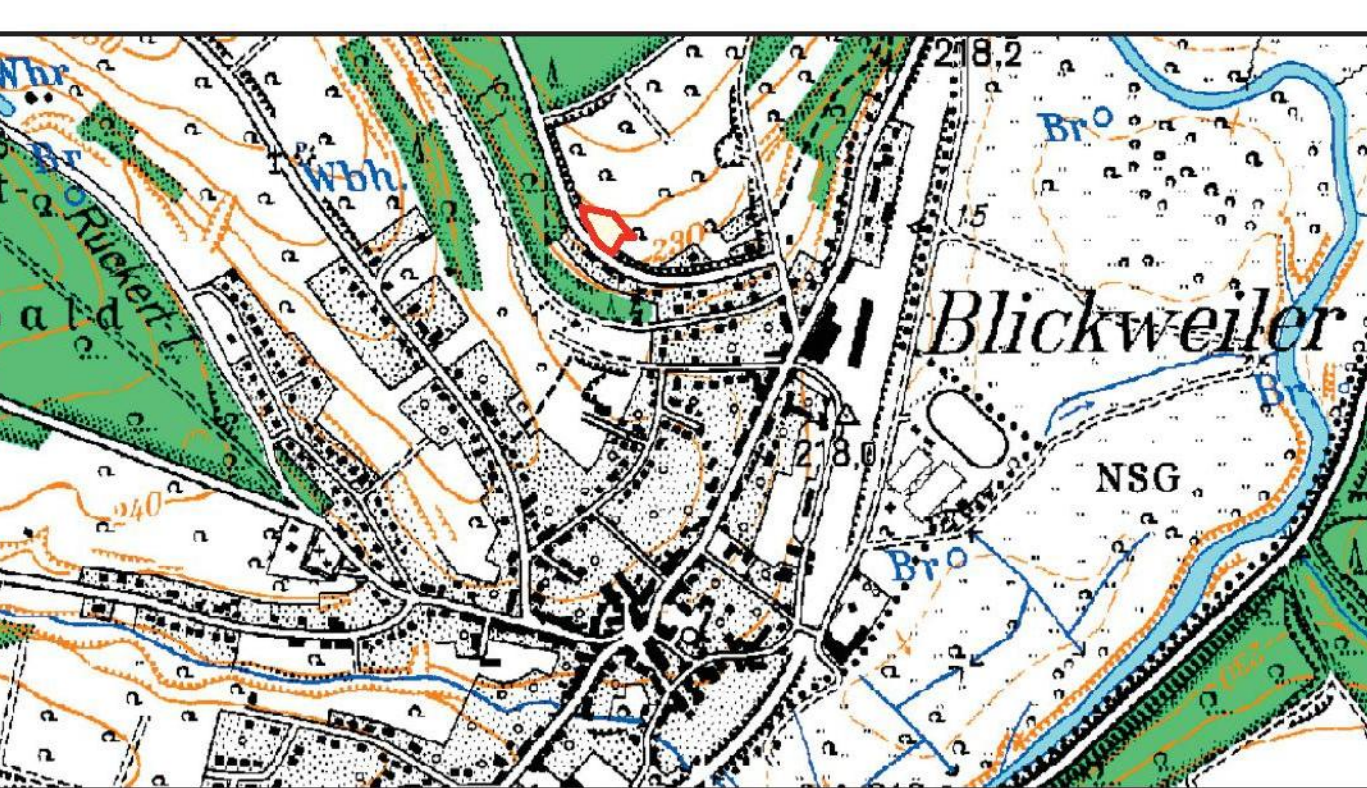 218,2
Whr
Br
Br
Wbh.
Rückert-
15
230
ald
Blickweiler
Br
218,0
NSG
240
Br